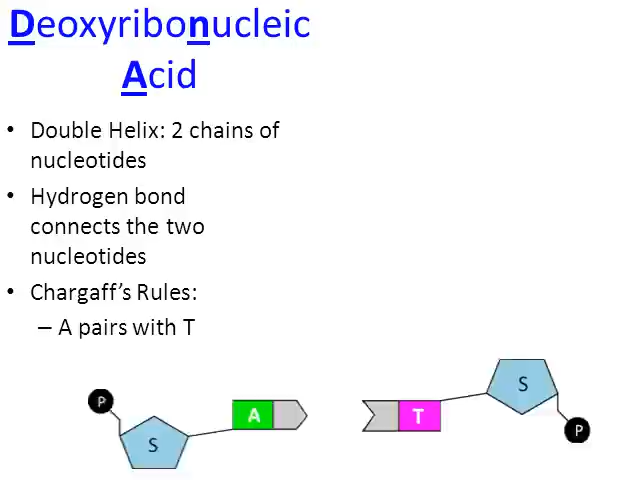 Deoxyribonucleic
Acid
• Double Helix: 2 chains of
nucleotides
• Hydrogen bond
connects the two
nucleotides
• Chargaff’s Rules:
– A pairs with T
P
S
A
T
S
P